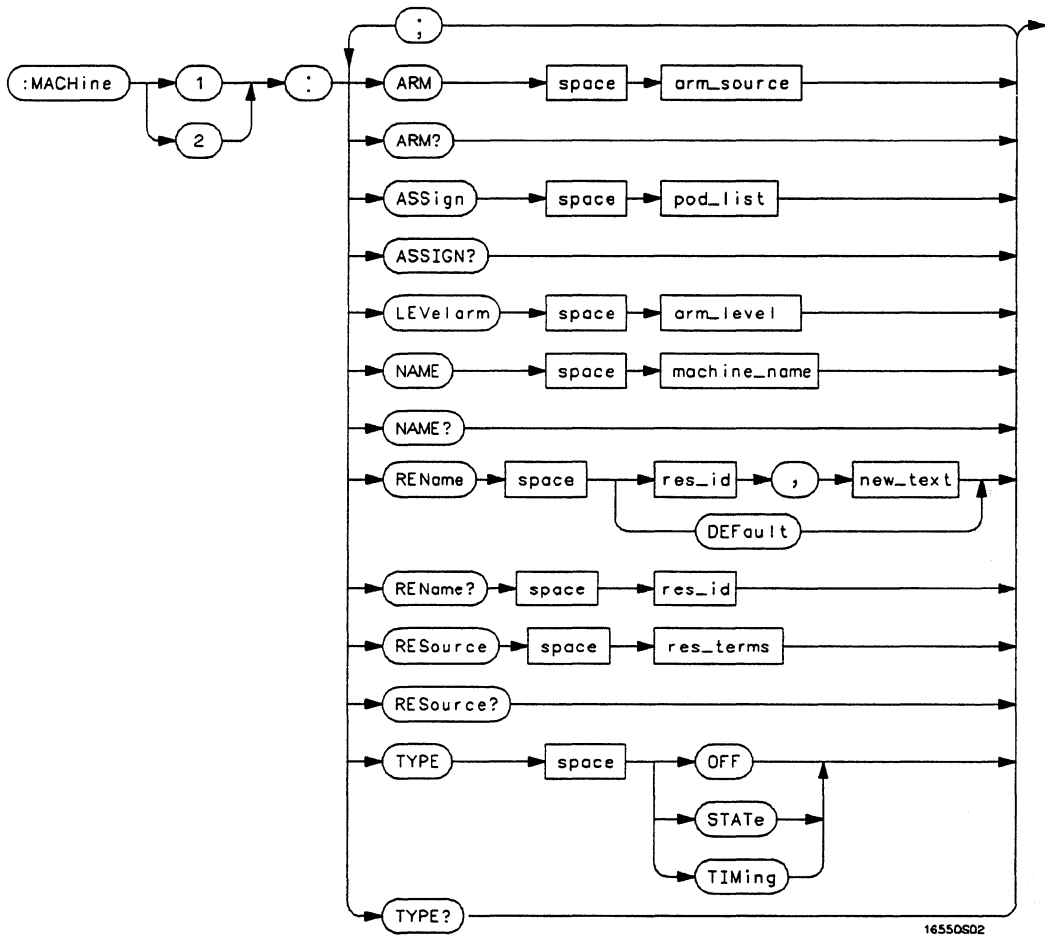 ;
:MACHine 1 : ARM space arm_source
2
ARM?
ASSign space pod_list
ASSIGN?
LEVelarm space arm_level
NAME space machine_name
NAME?
REName space res_id , new_text
DEFault
REName? space res_id
RESource space res_terms
RESource?
TYPE space OFF
STATe
TIMing
TYPE?
16550S02